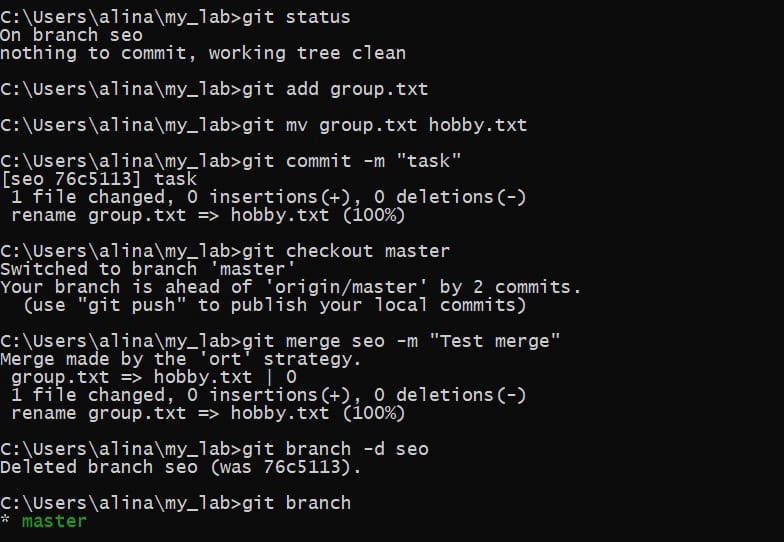 C:\Users\alina\my_lab>git status
On branch seo
nothing to commit, working tree clean
C:\Users\alina\my_lab>git add group.txt
C:\Users\alina\my_lab>git mv group.txt hobby.txt
C:\Users\alina\my_lab>git commit -m "task"
[seo 76c5113] task
 1 file changed, 0 insertions(+), 0 deletions(-)
 rename group.txt => hobby.txt (100%)
C:\Users\alina\my_lab>git checkout master
Switched to branch 'master'
Your branch is ahead of 'origin/master' by 2 commits.
  (use "git push" to publish your local commits)
C:\Users\alina\my_lab>git merge seo -m "Test merge"
Merge made by the 'ort' strategy.
 group.txt => hobby.txt | 0
 1 file changed, 0 insertions(+), 0 deletions(-)
 rename group.txt => hobby.txt (100%)
C:\Users\alina\my_lab>git branch -d seo
Deleted branch seo (was 76c5113).
C:\Users\alina\my_lab>git branch
* master